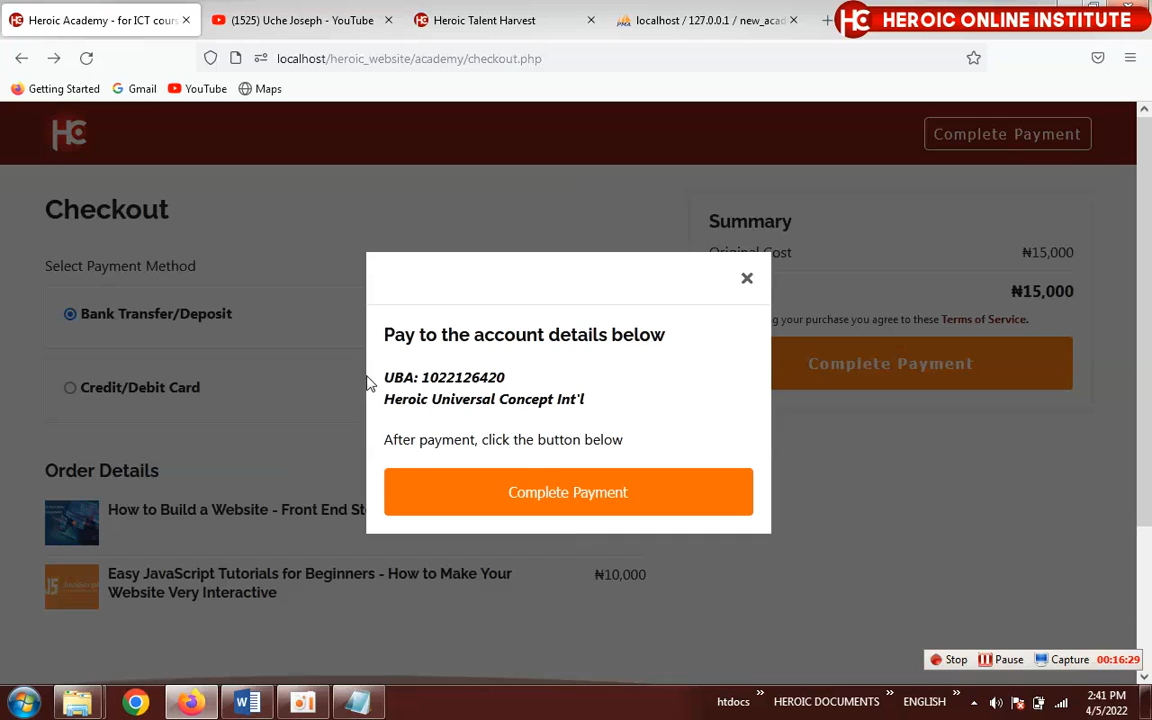 Heroic Academy - for ICT cours
(1525) Uche Joseph - YouTube
Heroic Talent Harvest
localhost / 127.0.0.1 / new_acad
HC HEROIC ONLINE INSTITUTE
localhost/heroic_website/academy/checkout.php
Getting Started
Gmail
YouTube
Maps
HC
Complete Payment
Checkout
Select Payment Method
Bank Transfer/Deposit
Credit/Debit Card
Summary
Original Cost
₦15,000
₦15,000
g your purchase you agree to these Terms of Service.
Complete Payment
Pay to the account details below
UBA: 1022126420
Heroic Universal Concept Int'l
After payment, click the button below
Complete Payment
Order Details
How to Build a Website - Front End St
Easy JavaScript Tutorials for Beginners - How to Make Your
Website Very Interactive
₦10,000
Stop
Pause
Capture
00:16:29
htdocs
HEROIC DOCUMENTS
ENGLISH
2:41 PM
4/5/2022